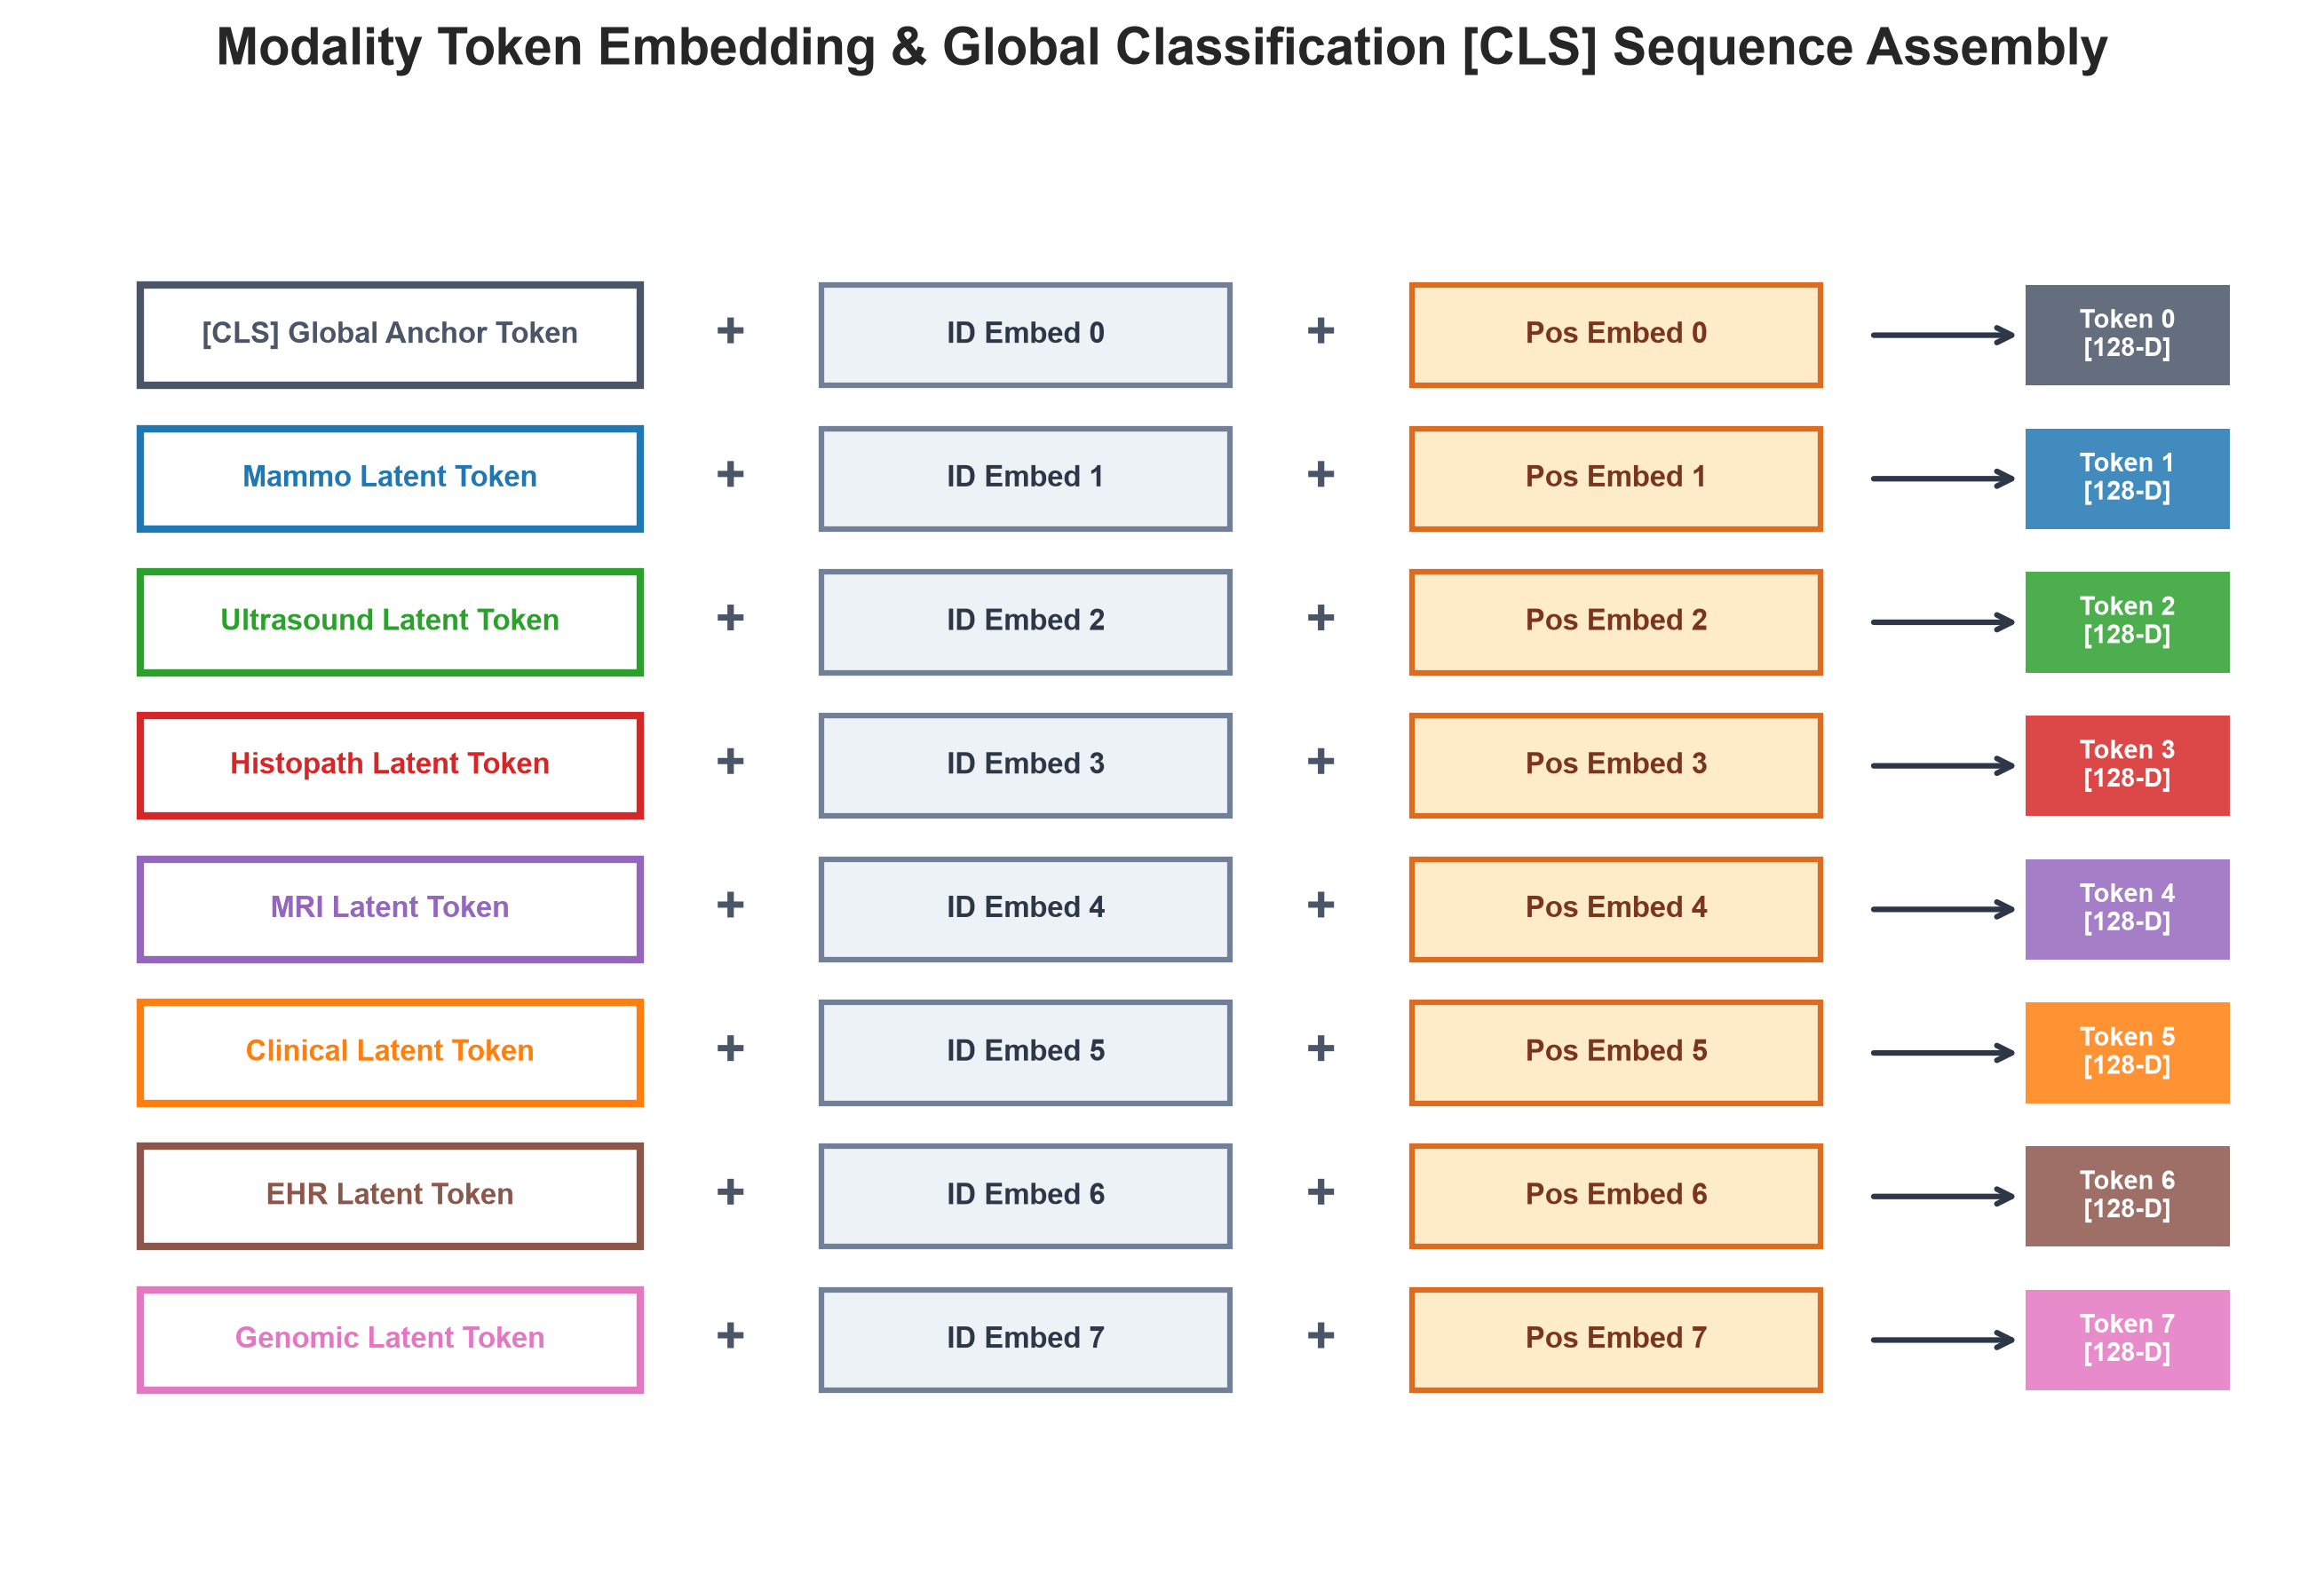 Modality Token Embedding & Global Classification [CLS] Sequence Assembly
[CLS] Global Anchor Token + ID Embed 0 + Pos Embed 0 Token 0
[128-D]
Mammo Latent Token + ID Embed 1 + Pos Embed 1 Token 1
[128-D]
Ultrasound Latent Token + ID Embed 2 + Pos Embed 2 Token 2
[128-D]
Histopath Latent Token + ID Embed 3 + Pos Embed 3 Token 3
[128-D]
MRI Latent Token + ID Embed 4 + Pos Embed 4 Token 4
[128-D]
Clinical Latent Token + ID Embed 5 + Pos Embed 5 Token 5
[128-D]
EHR Latent Token + ID Embed 6 + Pos Embed 6 Token 6
[128-D]
Genomic Latent Token + ID Embed 7 + Pos Embed 7 Token 7
[128-D]